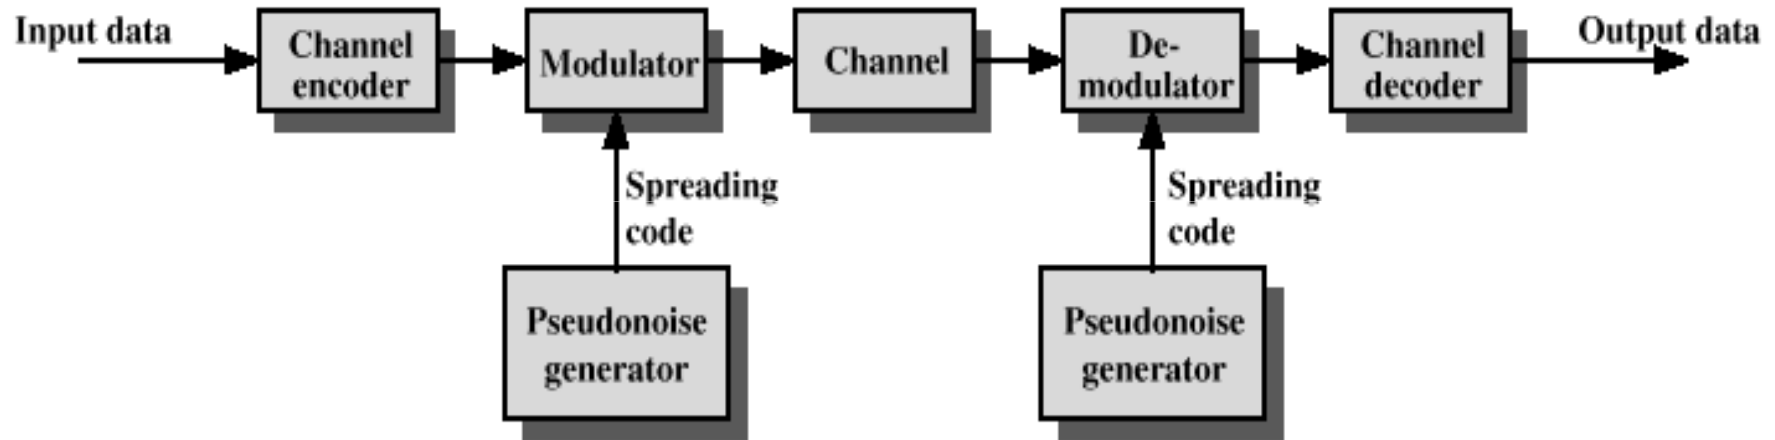 Input data
Channel
encoder
Modulator
Channel
De-
modulator
Channel
decoder
Output data
Spreading
code
Spreading
code
Pseudonoise
generator
Pseudonoise
generator